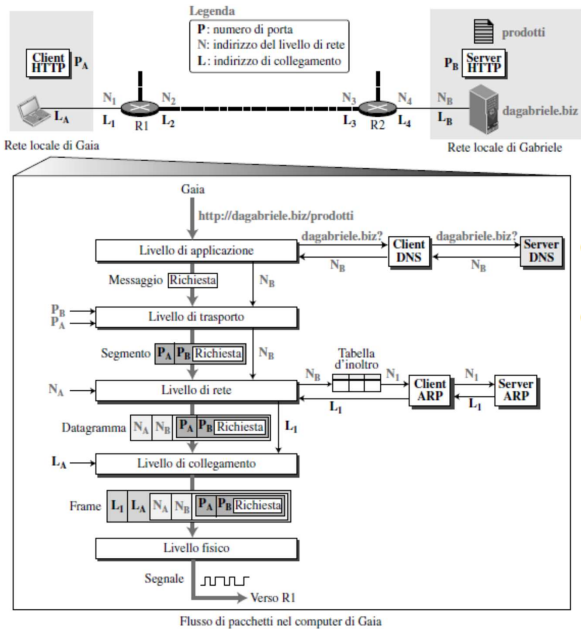 Legenda
P: numero di porta
N: indirizzo del livello di rete
L: indirizzo di collegamento
Client HTTP P_A
prodotti
P_B Server HTTP
N_1 N_2 N_3 N_4 N_B dagabriele.biz
L_A L_1 R1 L_2 L_3 R2 L_4 L_B
Rete locale di Gaia
Rete locale di Gabriele
Gaia
http://dagabriele.biz/prodotti
Livello di applicazione
dagabriele.biz? Client DNS dagabriele.biz? Server DNS
N_B N_B
Messaggio Richiesta N_B
P_B
P_A
Livello di trasporto
Segmento P_A P_B Richiesta N_B
N_A Livello di rete
N_B Tabella d'inoltro N_1 Client ARP N_1 Server ARP
L_1 L_1
Datagramma N_A N_B P_A P_B Richiesta L_1
L_A Livello di collegamento
Frame L_1 L_A N_A N_B P_A P_B Richiesta
Livello fisico
Segnale
Verso R1
Flusso di pacchetti nel computer di Gaia